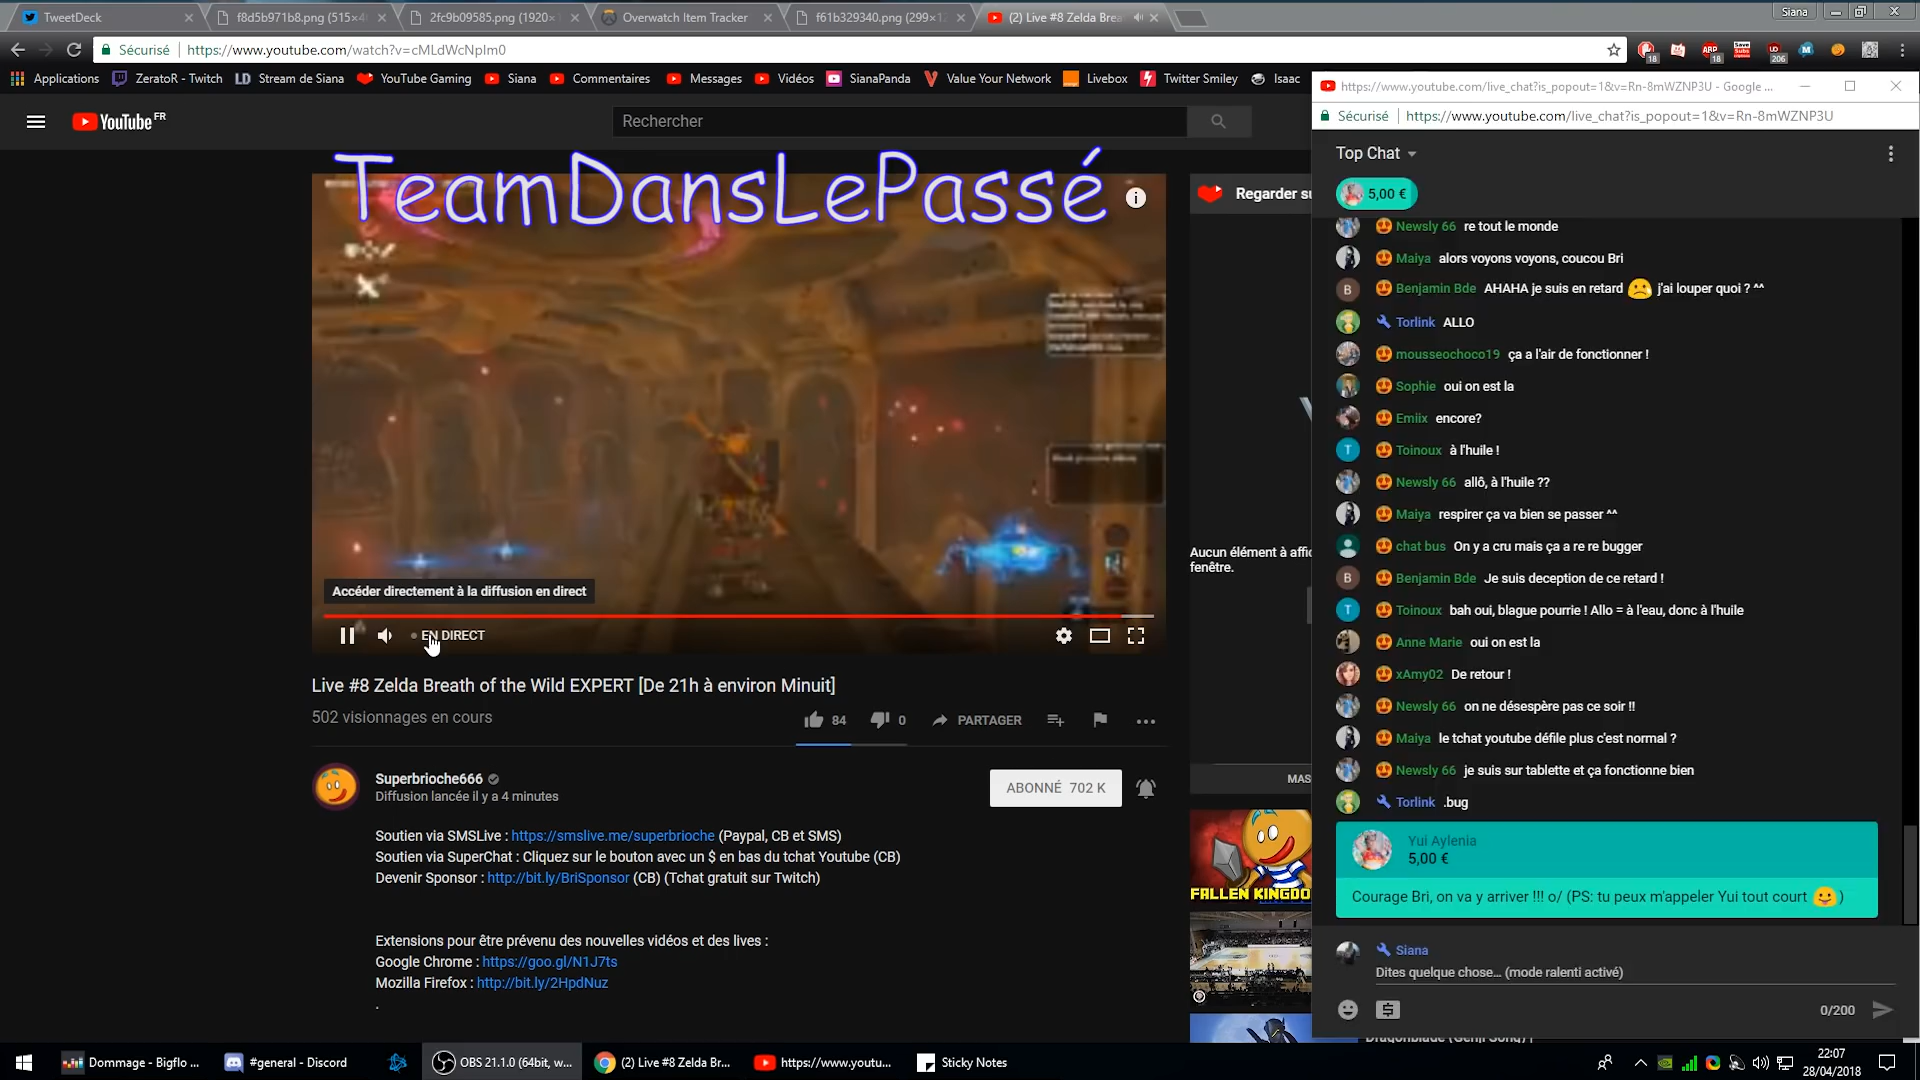 TweetDeck
f8d5b971b8.png (515×4
2fc9b09585.png (1920×
Overwatch Item Tracker
f61b329340.png (299×1
(2) Live #8 Zelda Brea
Siana
Sécurisé
https://www.youtube.com/watch?v=cMLdWcNpIm0
18
18
206
Applications
ZeratoR - Twitch
LD Stream de Siana
YouTube Gaming
Siana
Commentaires
Messages
Vidéos
SianaPanda
Value Your Network
Livebox
Twitter Smiley
Isaac
YouTube FR
Rechercher
TeamDansLePassé
Regarder su
Accéder directement à la diffusion en direct
EN DIRECT
Aucun élément à affic
fenêtre.
MAS
Live #8 Zelda Breath of the Wild EXPERT [De 21h à environ Minuit]
502 visionnages en cours
84
0
PARTAGER
Superbrioche666
Diffusion lancée il y a 4 minutes
ABONNÉ 702 K
Soutien via SMSLive : https://smslive.me/superbrioche (Paypal, CB et SMS)
Soutien via SuperChat : Cliquez sur le bouton avec un $ en bas du tchat Youtube (CB)
Devenir Sponsor : http://bit.ly/BriSponsor (CB) (Tchat gratuit sur Twitch)
Extensions pour être prévenu des nouvelles vidéos et des lives :
Google Chrome : https://goo.gl/N1J7ts
Mozilla Firefox : http://bit.ly/2HpdNuz
.
FALLEN KINGDO
https://www.youtube.com/live_chat?is_popout=1&v=Rn-8mWZNP3U - Google ...
Sécurisé
https://www.youtube.com/live_chat?is_popout=1&v=Rn-8mWZNP3U
Top Chat
5,00 €
Newsly 66 re tout le monde
Maiya alors voyons voyons, coucou Bri
B Benjamin Bde AHAHA je suis en retard j'ai louper quoi ? ^^
Torlink ALLO
mousseochoco19 ça a l'air de fonctionner !
Sophie oui on est la
Emiix encore?
T Toinoux à l'huile !
Newsly 66 allô, à l'huile ??
Maiya respirer ça va bien se passer ^^
chat bus On y a cru mais ça a re re bugger
B Benjamin Bde Je suis deception de ce retard !
T Toinoux bah oui, blague pourrie ! Allo = à l'eau, donc à l'huile
Anne Marie oui on est la
xAmy02 De retour !
Newsly 66 on ne désespère pas ce soir !!
Maiya le tchat youtube défile plus c'est normal ?
Newsly 66 je suis sur tablette et ça fonctionne bien
Torlink .bug
Yui Aylenia
5,00 €
Courage Bri, on va y arriver !!! o/ (PS: tu peux m'appeler Yui tout court )
Siana
Dites quelque chose... (mode ralenti activé)
0/200
Dommage - Bigflo ...
#general - Discord
OBS 21.1.0 (64bit, w...
(2) Live #8 Zelda Br...
https://www.youtu...
Sticky Notes
22:07
28/04/2018